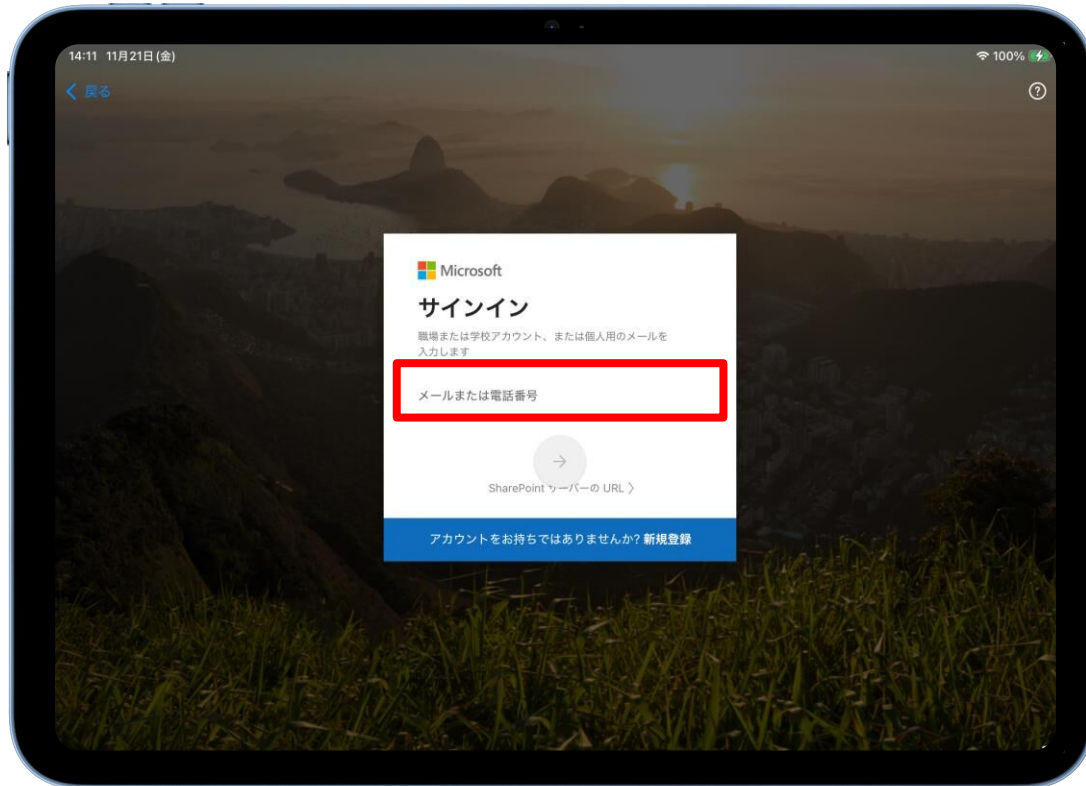 14:11 11月21日(金)
100%
戻る
Microsoft
サインイン
職場または学校アカウント、または個人用のメールを
入力します
メールまたは電話番号
SharePoint サーバーの URL
アカウントをお持ちではありませんか? 新規登録